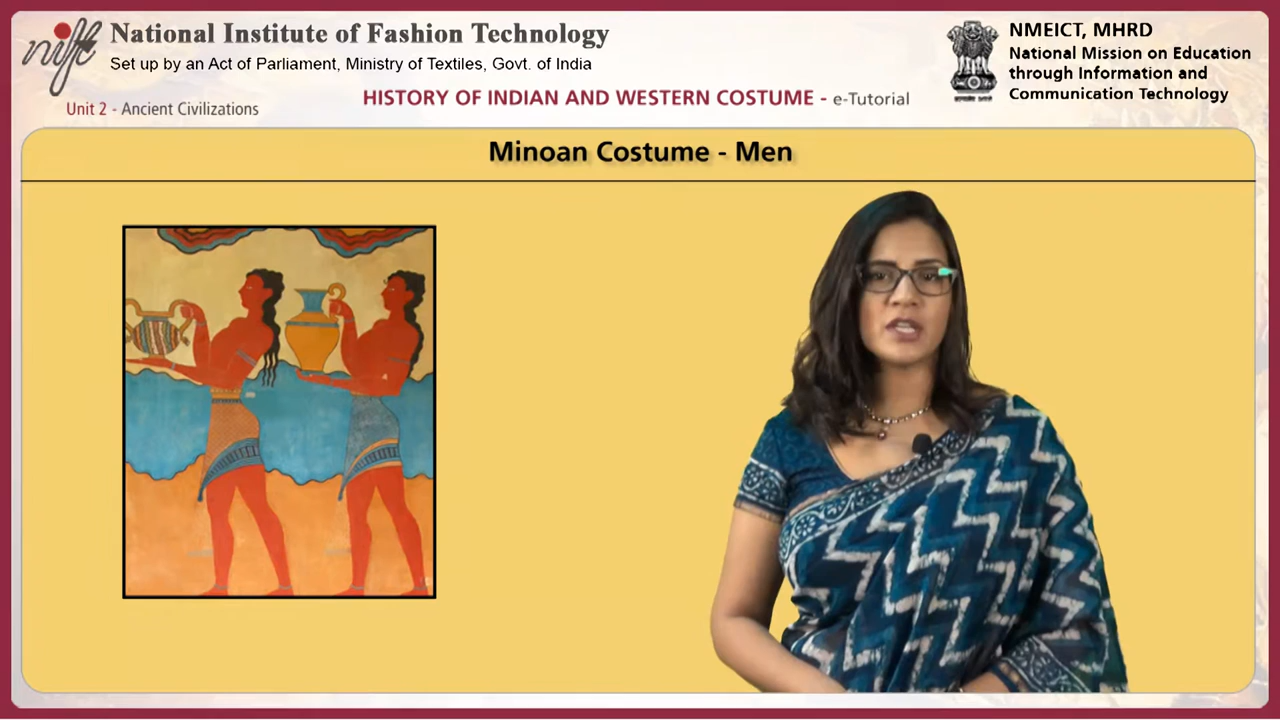 nift
National Institute of Fashion Technology
Set up by an Act of Parliament, Ministry of Textiles, Govt. of India
Unit 2 - Ancient Civilizations
HISTORY OF INDIAN AND WESTERN COSTUME - e-Tutorial
NMEICT, MHRD
National Mission on Education
through Information and
Communication Technology
Minoan Costume - Men